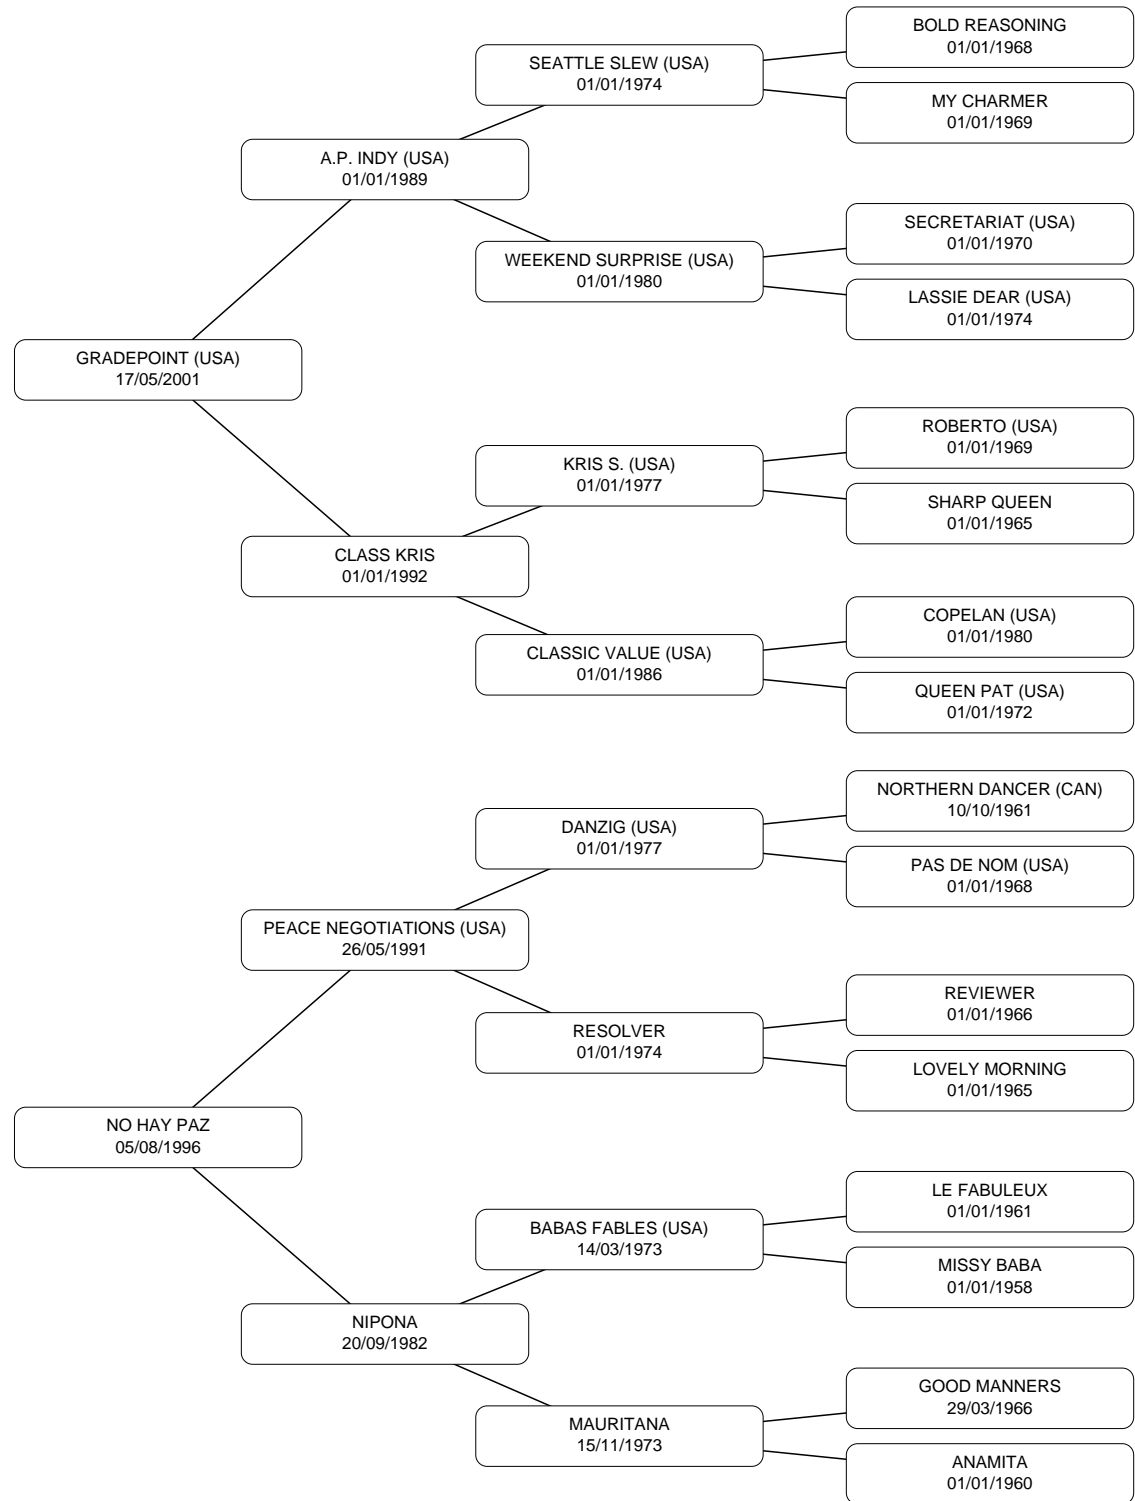 BOLD REASONING
01/01/1968
SEATTLE SLEW (USA)
01/01/1974
MY CHARMER
01/01/1969
A.P. INDY (USA)
01/01/1989
SECRETARIAT (USA)
01/01/1970
WEEKEND SURPRISE (USA)
01/01/1980
LASSIE DEAR (USA)
01/01/1974
GRADEPOINT (USA)
17/05/2001
ROBERTO (USA)
01/01/1969
KRIS S. (USA)
01/01/1977
SHARP QUEEN
01/01/1965
CLASS KRIS
01/01/1992
COPELAN (USA)
01/01/1980
CLASSIC VALUE (USA)
01/01/1986
QUEEN PAT (USA)
01/01/1972
NORTHERN DANCER (CAN)
10/10/1961
DANZIG (USA)
01/01/1977
PAS DE NOM (USA)
01/01/1968
PEACE NEGOTIATIONS (USA)
26/05/1991
REVIEWER
01/01/1966
RESOLVER
01/01/1974
LOVELY MORNING
01/01/1965
NO HAY PAZ
05/08/1996
LE FABULEUX
01/01/1961
BABAS FABLES (USA)
14/03/1973
MISSY BABA
01/01/1958
NIPONA
20/09/1982
GOOD MANNERS
29/03/1966
MAURITANA
15/11/1973
ANAMITA
01/01/1960